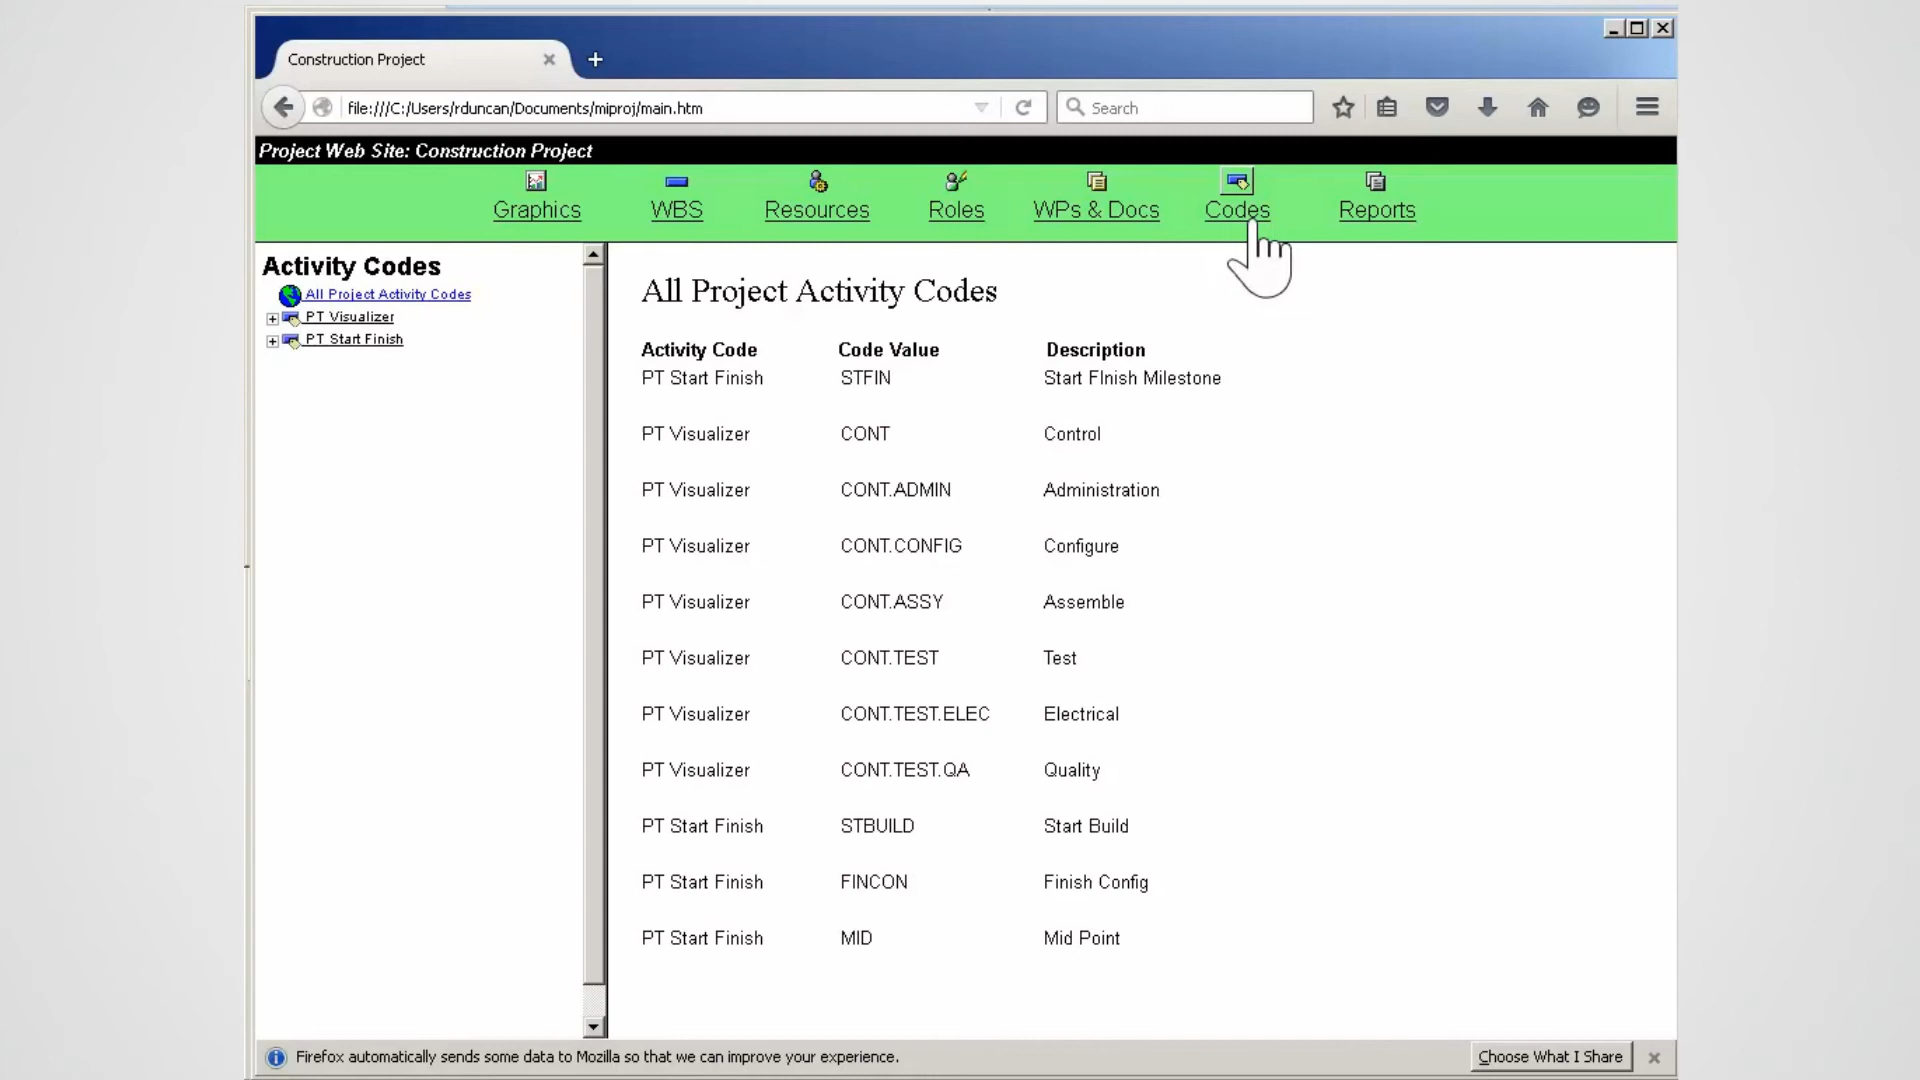 Construction Project
file:///C:/Users/rduncan/Documents/miproj/main.htm
Search
Project Web Site: Construction Project
Graphics WBS Resources Roles WPs & Docs Codes Reports
Activity Codes
All Project Activity Codes
PT Visualizer
PT Start Finish
All Project Activity Codes
Activity Code Code Value Description
PT Start Finish STFIN Start FInish Milestone
PT Visualizer CONT Control
PT Visualizer CONT.ADMIN Administration
PT Visualizer CONT.CONFIG Configure
PT Visualizer CONT.ASSY Assemble
PT Visualizer CONT.TEST Test
PT Visualizer CONT.TEST.ELEC Electrical
PT Visualizer CONT.TEST.QA Quality
PT Start Finish STBUILD Start Build
PT Start Finish FINCON Finish Config
PT Start Finish MID Mid Point
Firefox automatically sends some data to Mozilla so that we can improve your experience.
Choose What I Share